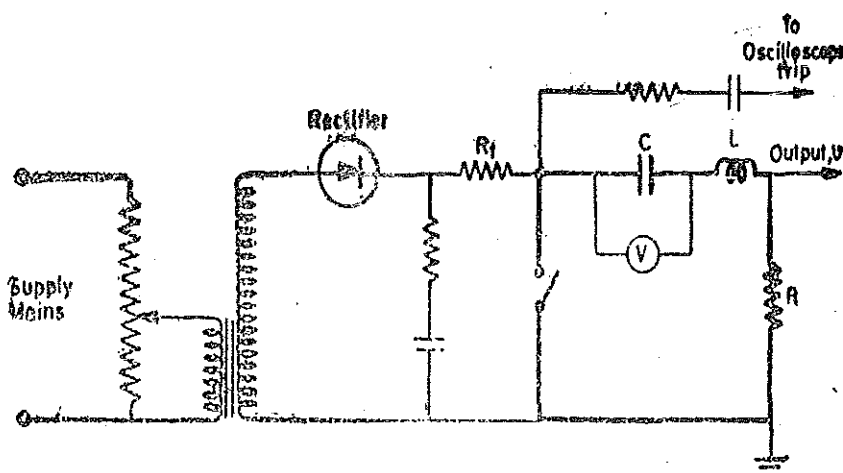 To
Oscilloscope
trip
Rectifier
R1
C
L
Output, V
V
Supply
Mains
R